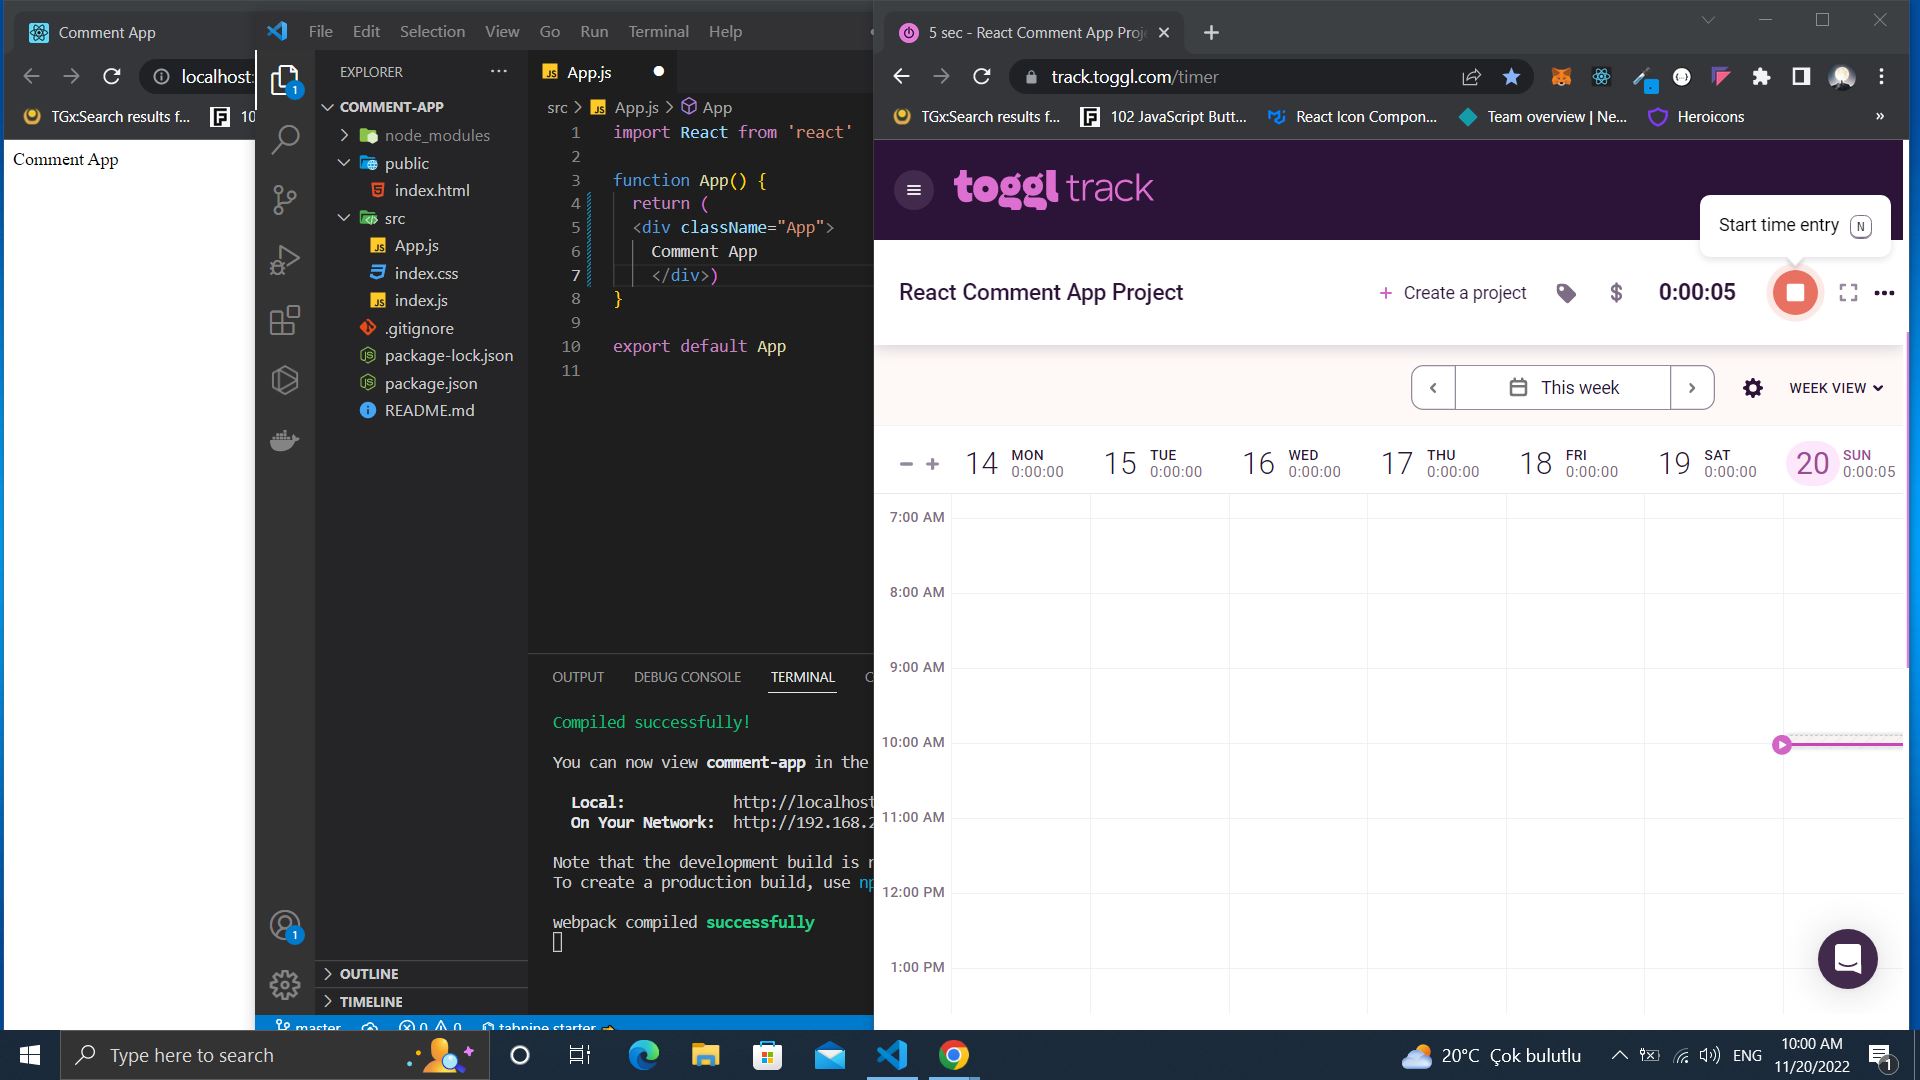 Comment App
localhost:
TGx:Search results f...
10
Comment App
File Edit Selection View Go Run Terminal Help
EXPLORER
COMMENT-APP
node_modules
public
index.html
src
App.js
index.css
index.js
.gitignore
package-lock.json
package.json
README.md
OUTLINE
TIMELINE
1
1
App.js
src > App.js > App
1 import React from 'react'
2
3 function App() {
4 return (
5 <div className="App">
6 Comment App
7 </div>)
8 }
9
10 export default App
11
OUTPUT DEBUG CONSOLE TERMINAL
Compiled successfully!
You can now view comment-app in the
Local: http://localhost
On Your Network: http://192.168.2
Note that the development build is n
To create a production build, use np
webpack compiled successfully
master 0 0 tabnine starter
5 sec - React Comment App Proj
track.toggl.com/timer
TGx:Search results f... 102 JavaScript Butt... React Icon Compon... Team overview | Ne... Heroicons »
toggl track
Start time entry N
React Comment App Project + Create a project $ 0:00:05
This week WEEK VIEW
14 MON 0:00:00
15 TUE 0:00:00
16 WED 0:00:00
17 THU 0:00:00
18 FRI 0:00:00
19 SAT 0:00:00
20 SUN 0:00:05
7:00 AM
8:00 AM
9:00 AM
10:00 AM
11:00 AM
12:00 PM
1:00 PM
Type here to search
20°C Çok bulutlu
ENG
10:00 AM
11/20/2022
1